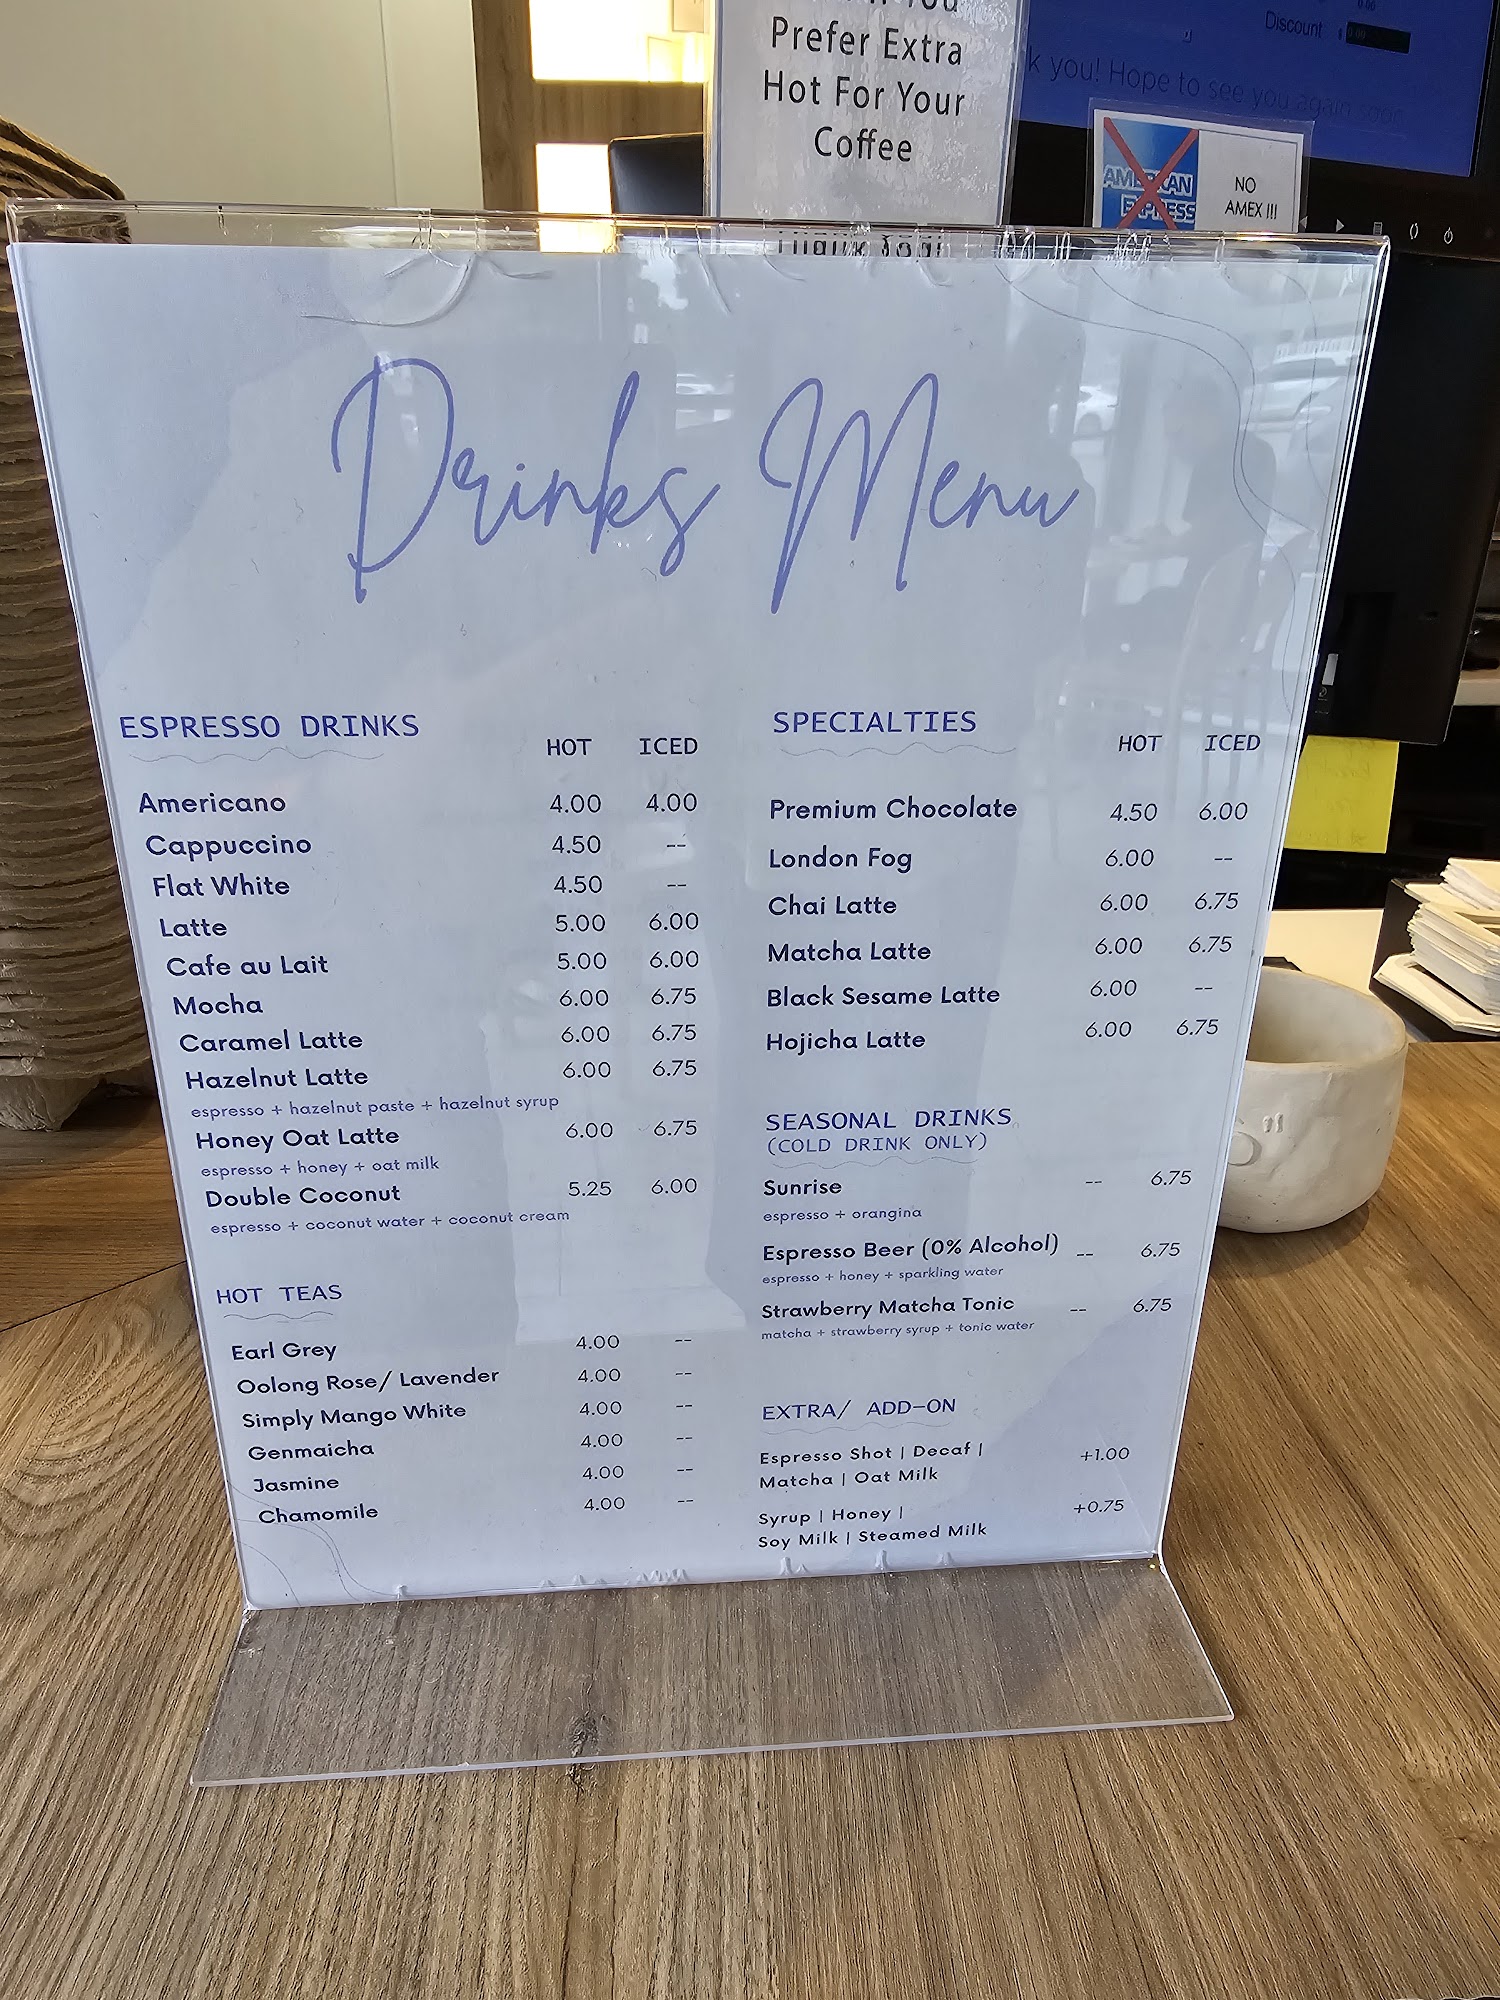 You
Prefer Extra
Hot For Your
Coffee
Discount
k you! Hope to see you again soon
AMERICAN
EXPRESS
NO
AMEX !!!
Drinks Menu
ESPRESSO DRINKS
HOT ICED
Americano 4.00 4.00
Cappuccino 4.50 --
Flat White 4.50 --
Latte 5.00 6.00
Cafe au Lait 5.00 6.00
Mocha 6.00 6.75
Caramel Latte 6.00 6.75
Hazelnut Latte 6.00 6.75
espresso + hazelnut paste + hazelnut syrup
Honey Oat Latte 6.00 6.75
espresso + honey + oat milk
Double Coconut 5.25 6.00
espresso + coconut water + coconut cream
HOT TEAS
Earl Grey 4.00 --
Oolong Rose/ Lavender 4.00 --
Simply Mango White 4.00 --
Genmaicha 4.00 --
Jasmine 4.00 --
Chamomile 4.00 --
SPECIALTIES
HOT ICED
Premium Chocolate 4.50 6.00
London Fog 6.00 --
Chai Latte 6.00 6.75
Matcha Latte 6.00 6.75
Black Sesame Latte 6.00 --
Hojicha Latte 6.00 6.75
SEASONAL DRINKS
(COLD DRINK ONLY)
Sunrise -- 6.75
espresso + orangina
Espresso Beer (0% Alcohol) -- 6.75
espresso + honey + sparkling water
Strawberry Matcha Tonic -- 6.75
matcha + strawberry syrup + tonic water
EXTRA/ ADD-ON
Espresso Shot | Decaf |
Matcha | Oat Milk +1.00
Syrup | Honey |
Soy Milk | Steamed Milk +0.75